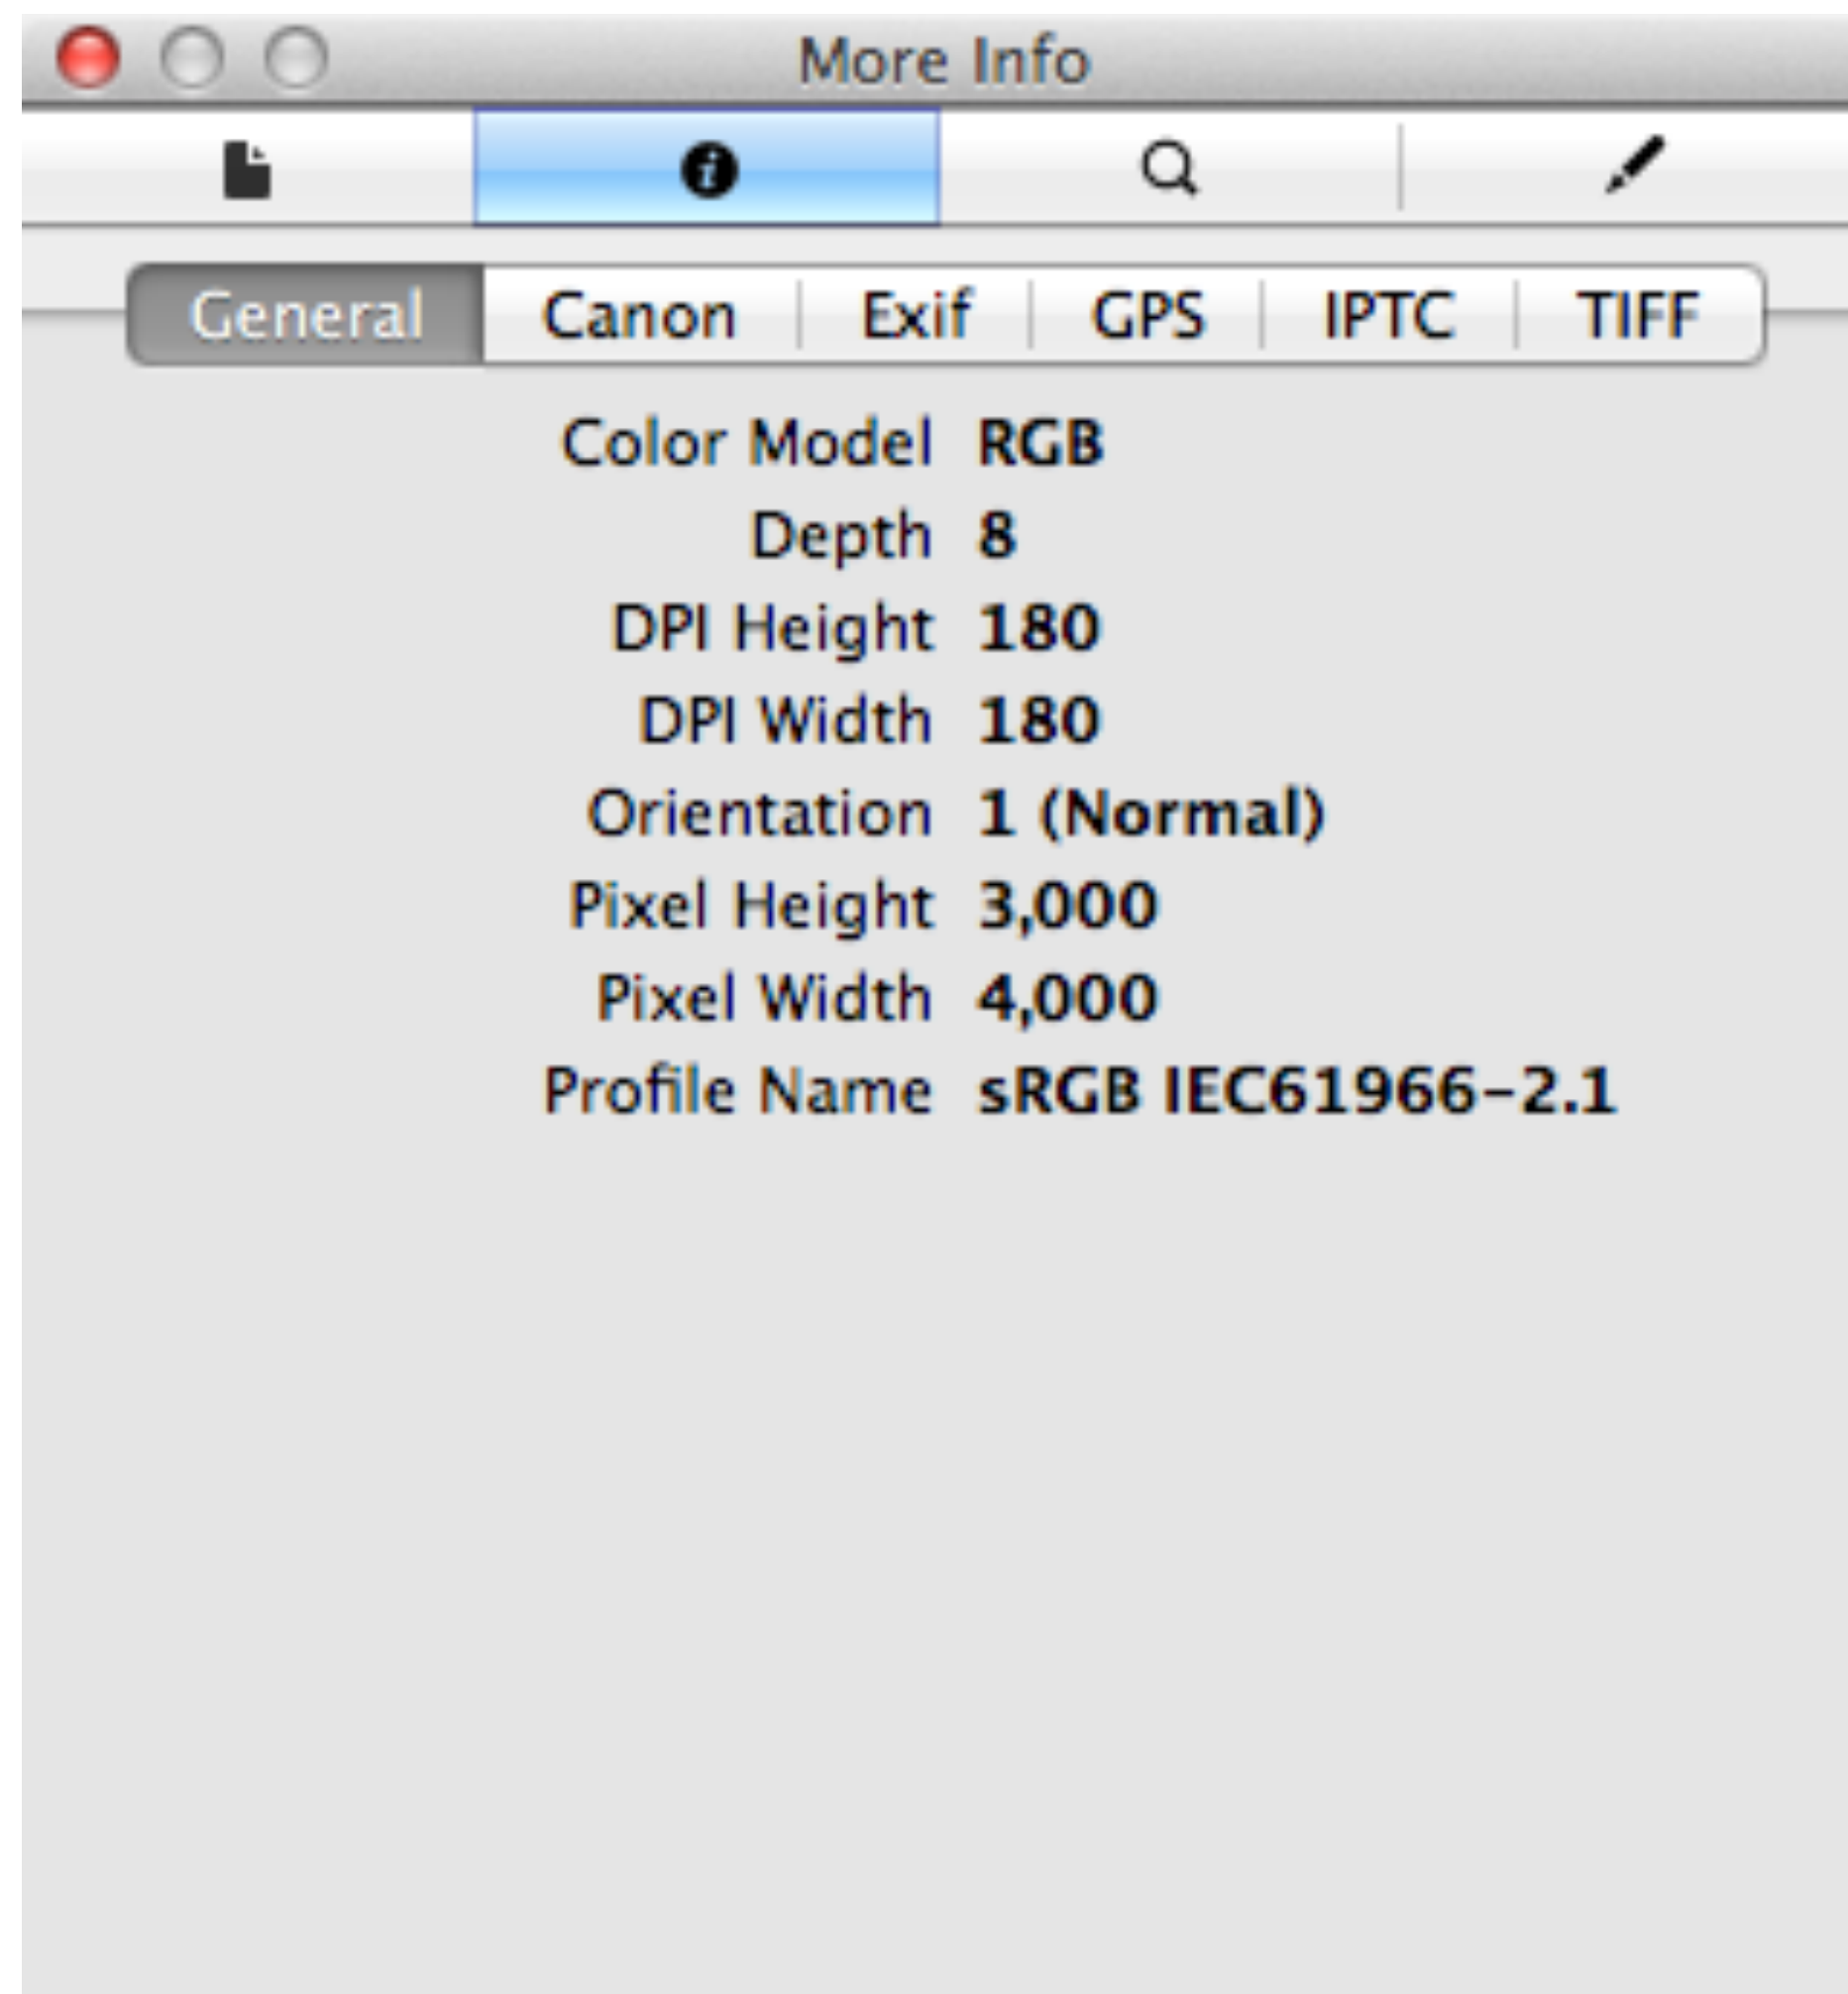 More Info
General Canon Exif GPS IPTC TIFF
Color Model RGB
Depth 8
DPI Height 180
DPI Width 180
Orientation 1 (Normal)
Pixel Height 3,000
Pixel Width 4,000
Profile Name sRGB IEC61966-2.1